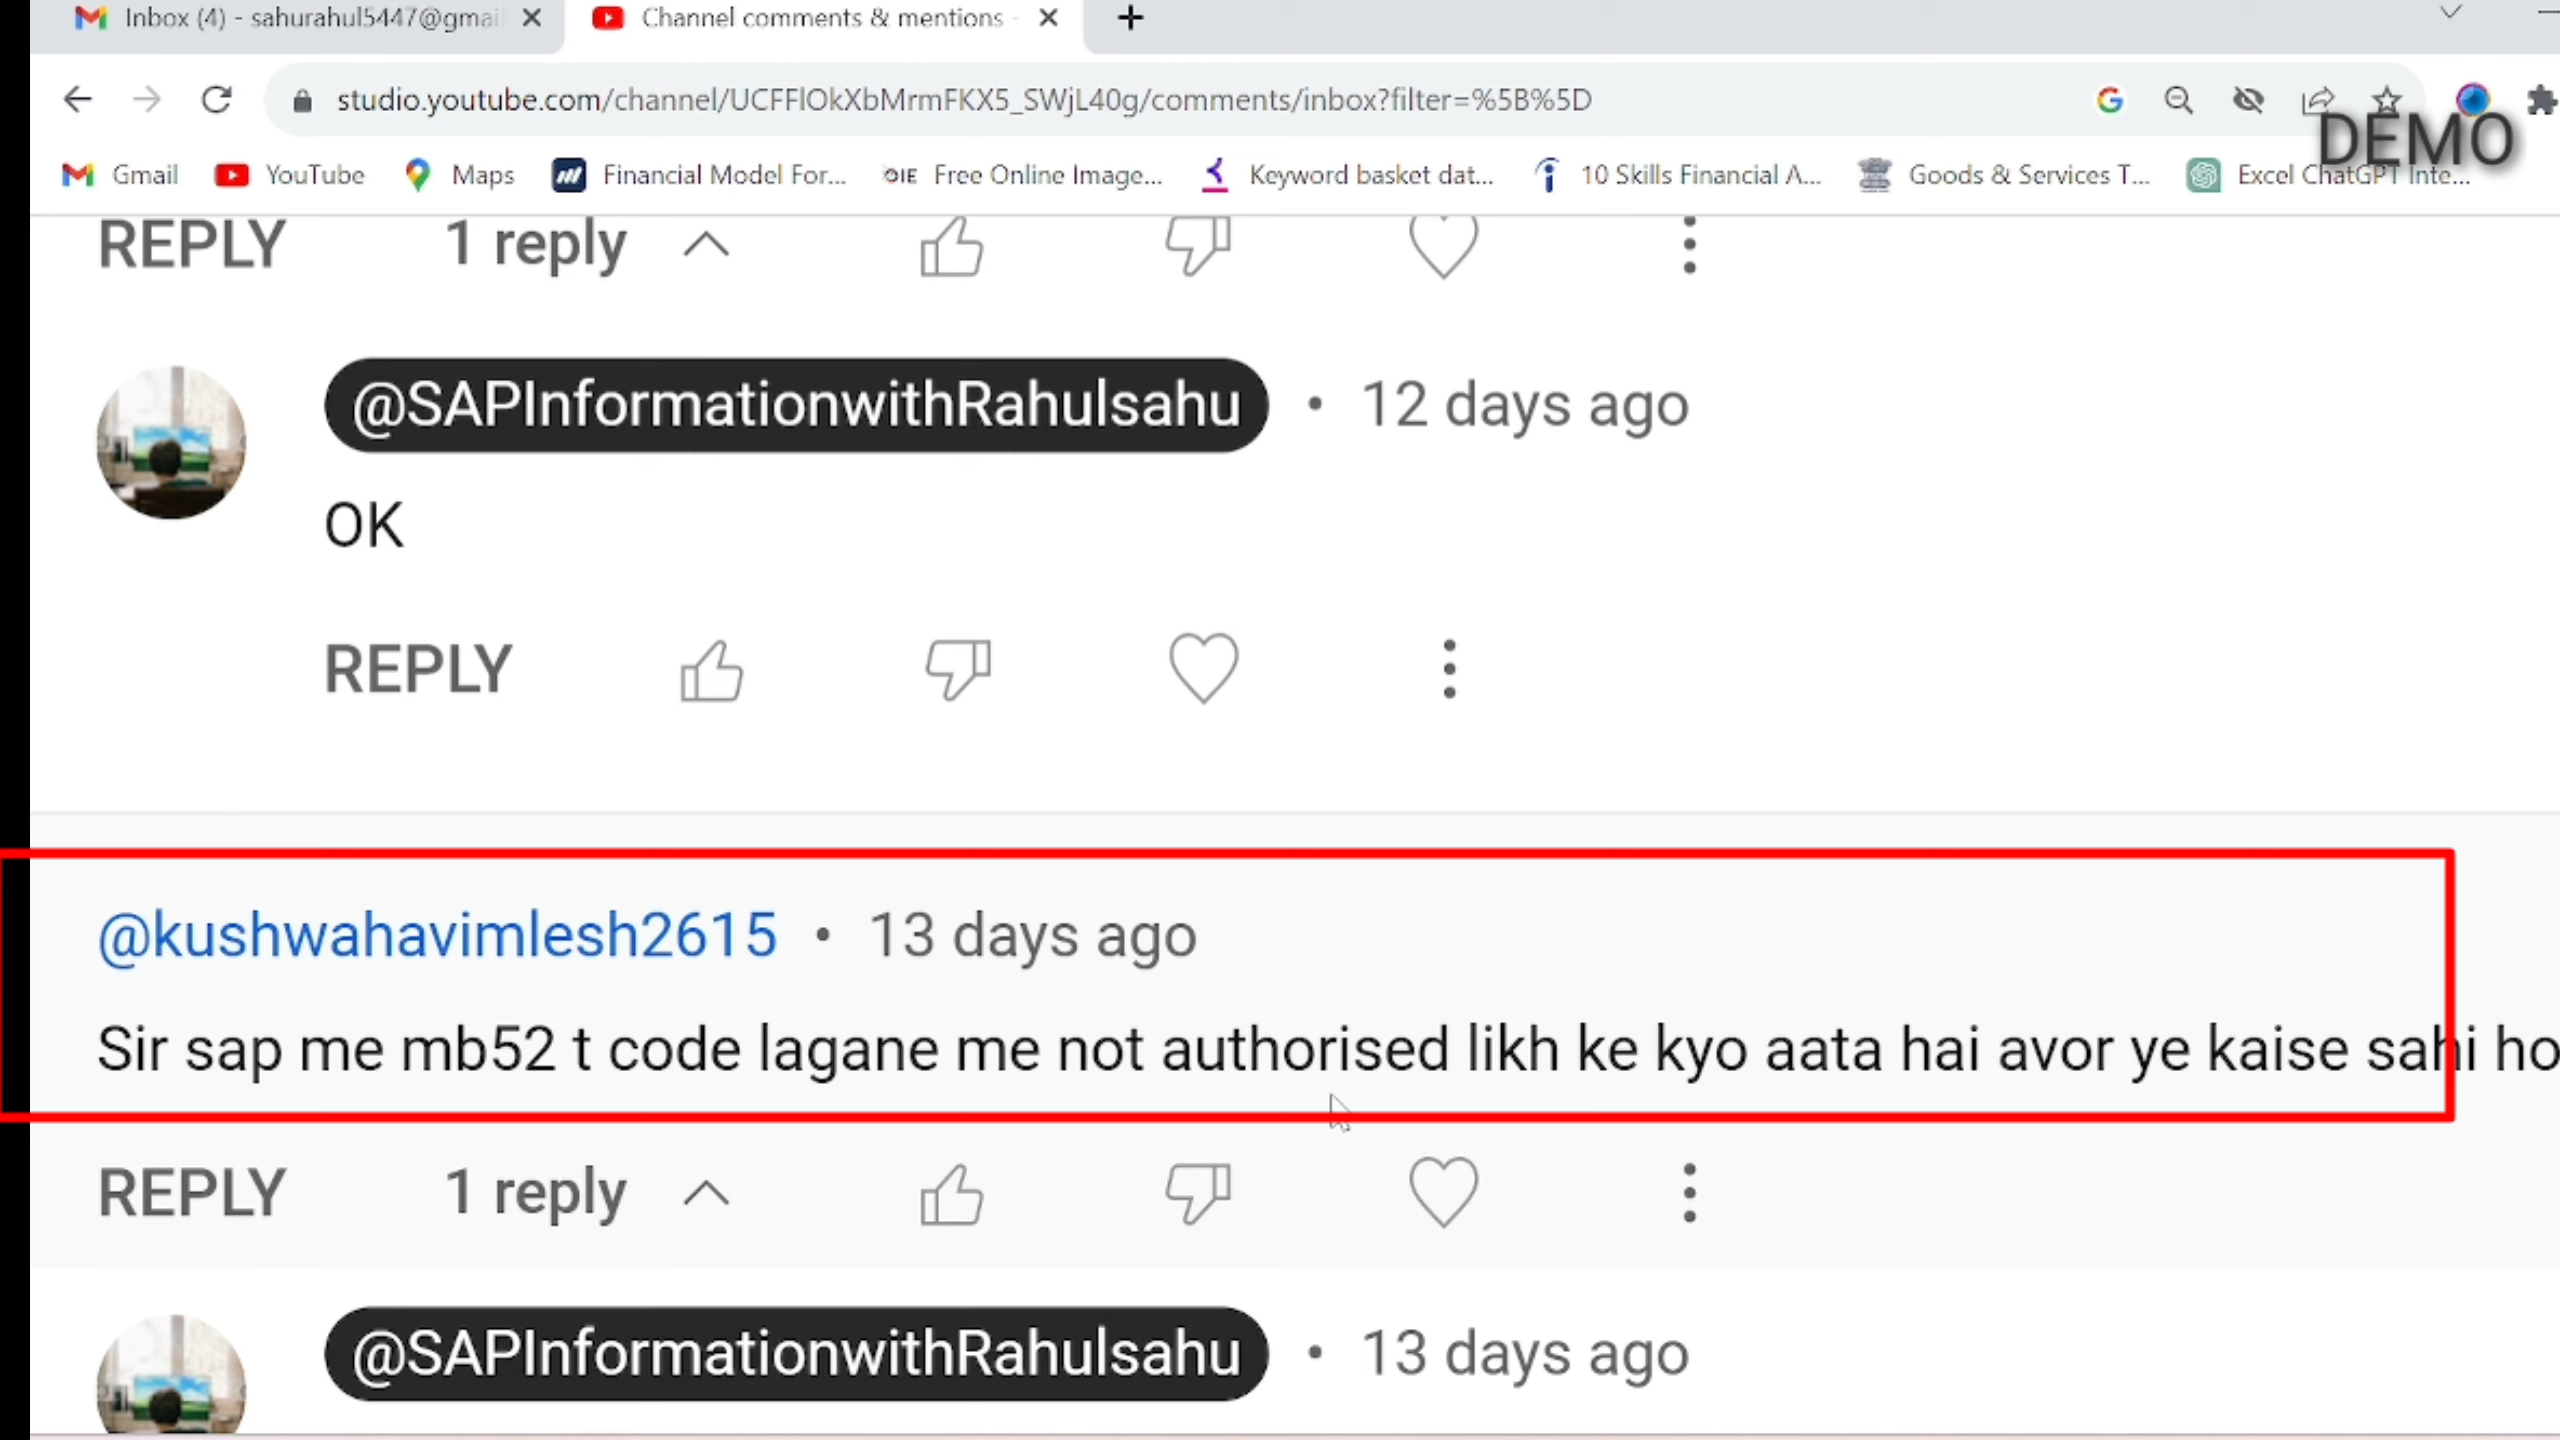 Inbox (4) - sahurahul5447@gmai
Channel comments & mentions -
studio.youtube.com/channel/UCFFlOkXbMrmFKX5_SWjL40g/comments/inbox?filter=%5B%5D
DEMO
Gmail YouTube Maps Financial Model For... OIE Free Online Image... Keyword basket dat... 10 Skills Financial A... Goods & Services T... Excel ChatGPT Inte...
REPLY 1 reply
@SAPInformationwithRahulsahu • 12 days ago
OK
REPLY
@kushwahavimlesh2615 • 13 days ago
Sir sap me mb52 t code lagane me not authorised likh ke kyo aata hai avor ye kaise sahi ho
REPLY 1 reply
@SAPInformationwithRahulsahu • 13 days ago